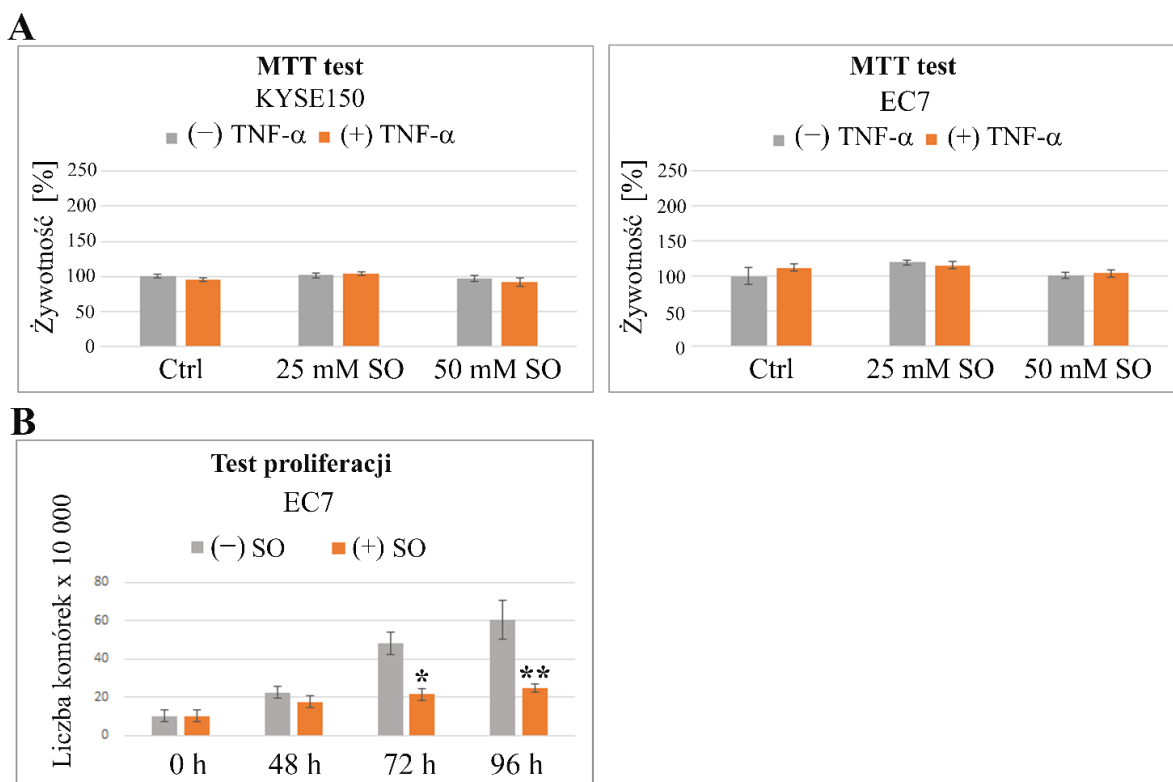 A
MTT test
KYSE150
(−) TNF-α (+) TNF-α
Żywotność [%]
250
200
150
100
50
0
Ctrl 25 mM SO 50 mM SO
MTT test
EC7
(−) TNF-α (+) TNF-α
Żywotność [%]
250
200
150
100
50
0
Ctrl 25 mM SO 50 mM SO
B
Test proliferacji
EC7
(−) SO (+) SO
Liczba komórek x 10 000
80
60
40
20
0
* **
0 h 48 h 72 h 96 h